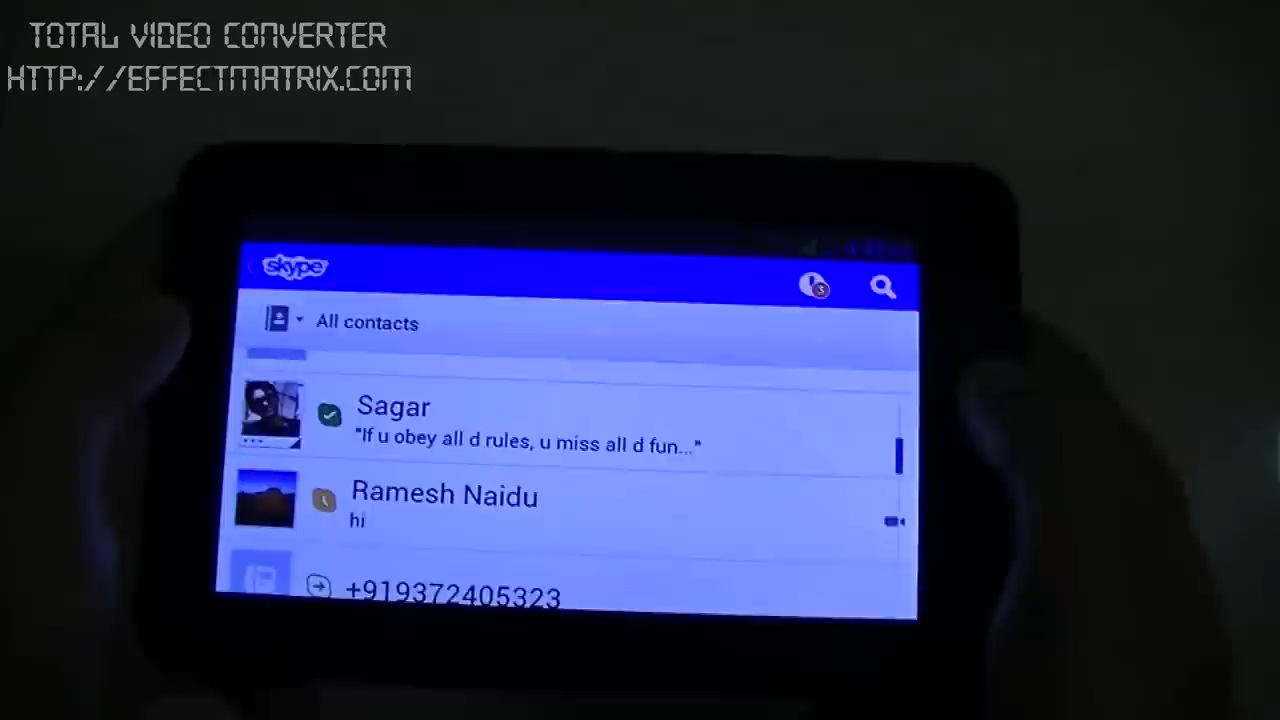 TOTAL VIDEO CONVERTER
HTTP://EFFECTMATRIX.COM
skype
3
All contacts
Sagar
"If u obey all d rules, u miss all d fun..."
Ramesh Naidu
hi
+919372405323